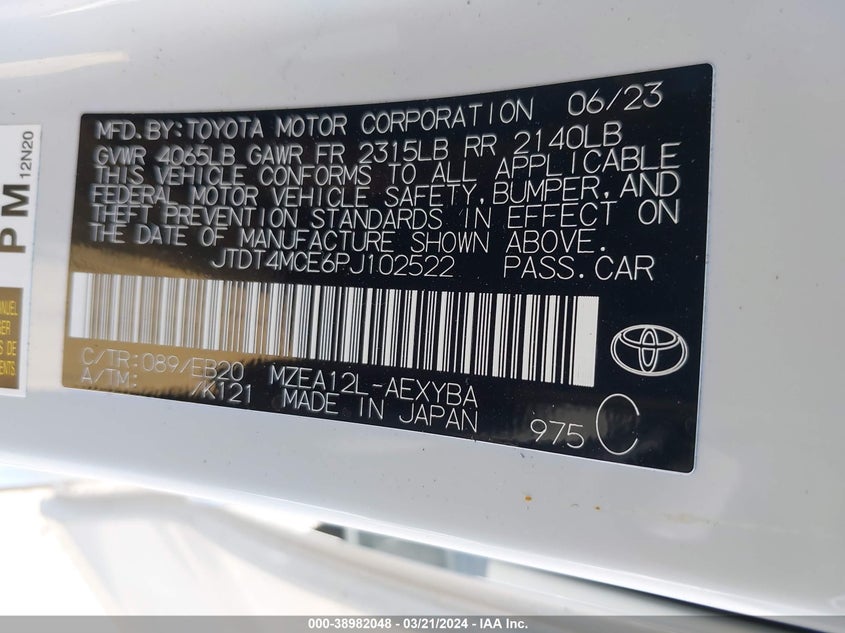 MFD. BY: TOYOTA MOTOR CORPORATION 06/23
GVWR 4065LB GAWR FR 2315LB RR 2140LB
THIS VEHICLE CONFORMS TO ALL APPLICABLE
FEDERAL MOTOR VEHICLE SAFETY, BUMPER, AND
THEFT PREVENTION STANDARDS IN EFFECT ON
THE DATE OF MANUFACTURE SHOWN ABOVE.
JTDT4MCE6PJ102522 PASS. CAR
C/TR: 089/EB20 MZEA12L-AEXYBA
A/TM: /K121 MADE IN JAPAN
975 C
PM
12N20
DE
000-38982048 - 03/21/2024 - IAA Inc.